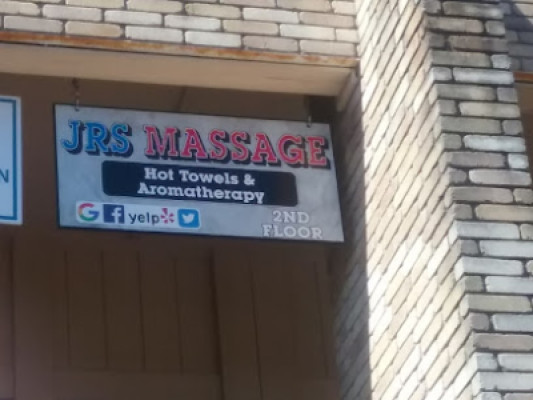 JRS MASSAGE
Hot Towels &
Aromatherapy
G f yelp
2ND
FLOOR
N